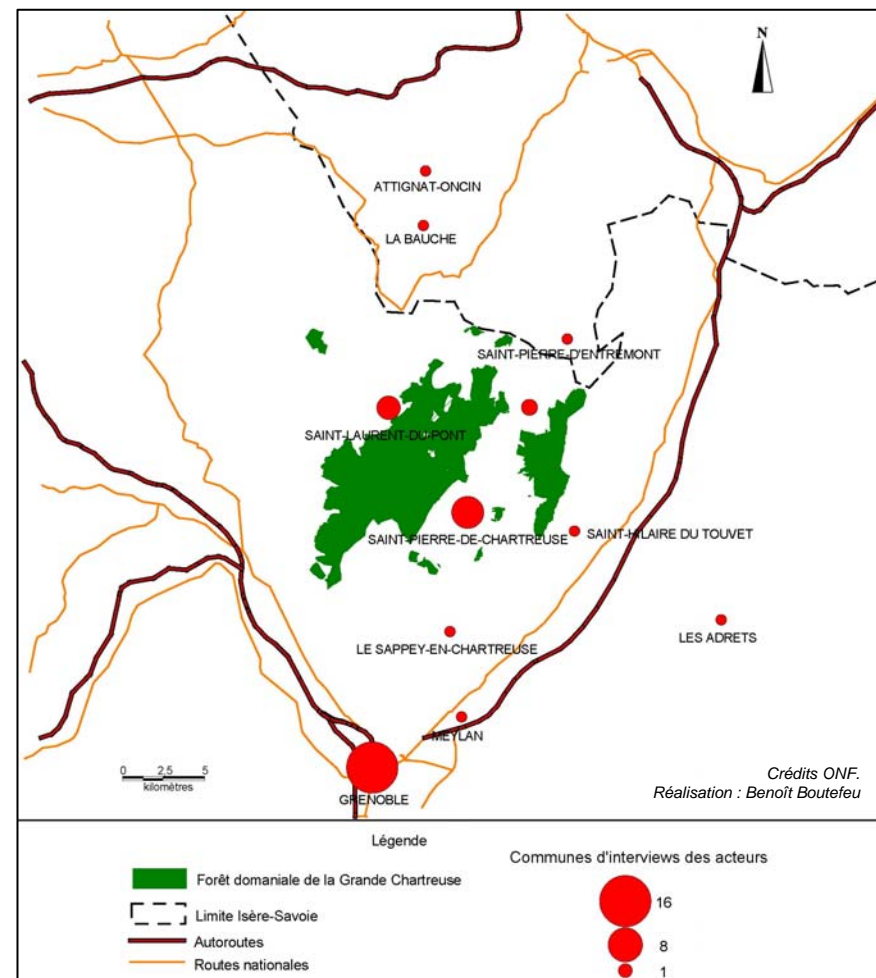 N
ATTIGNAT-ONCIN
LA BAUCHE
SAINT-PIERRE-D'ENTREMONT
SAINT-LAURENT-DU-PONT
SAINT-PIERRE-DE-CHARTREUSE
SAINT-HILAIRE DU TOUVET
LE SAPPEY-EN-CHARTREUSE
LES ADRETS
MEYLAN
0 2,5 5
kilomètres
GRENOBLE
Crédits ONF.
Réalisation : Benoît Boutefeu
Légende
Forêt domaniale de la Grande Chartreuse
Limite Isère-Savoie
Autoroutes
Routes nationales
Communes d'interviews des acteurs
16
8
1